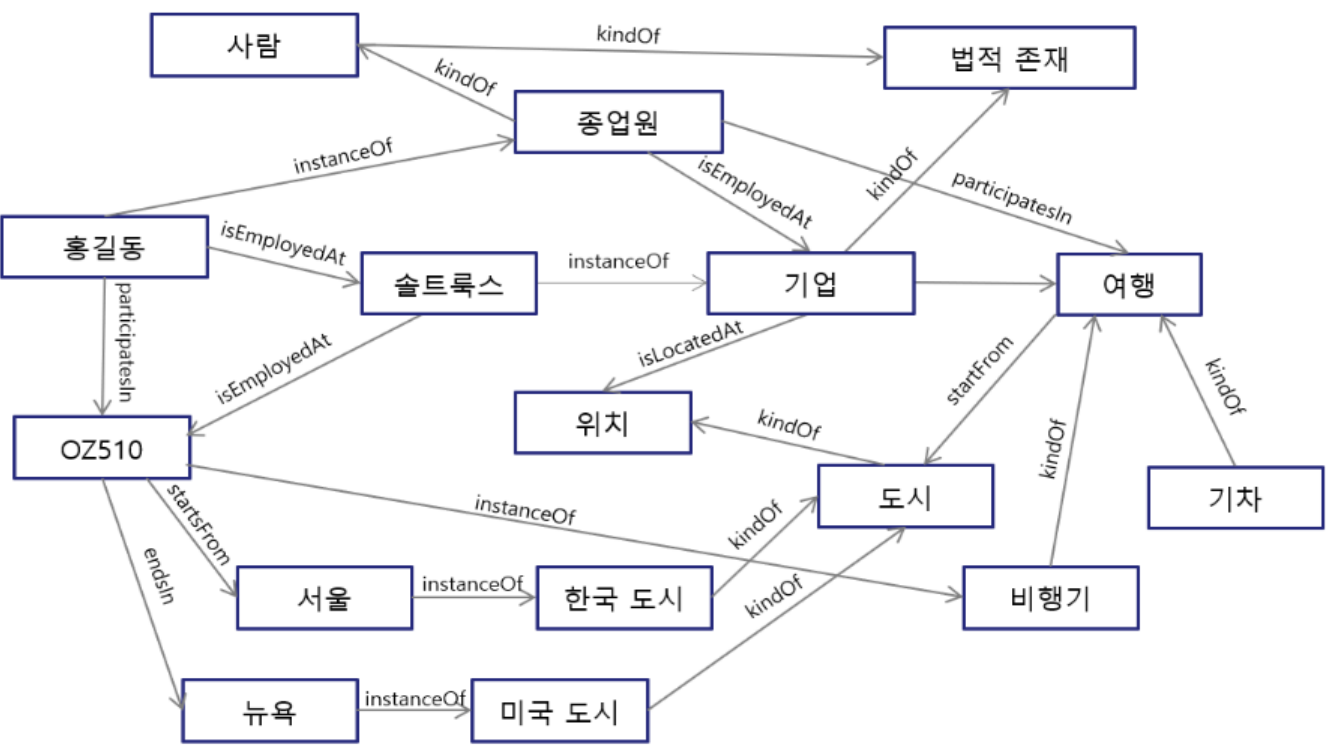 사람
kindOf
법적 존재
kindOf
종업원
instanceOf
isEmployedAt
kindOf
participatesIn
홍길동
isEmployedAt
솔트룩스
instanceOf
기업
여행
participatesIn
isEmployedAt
isLocatedAt
startFrom
kindOf
위치
kindOf
kindOf
OZ510
도시
기차
startsFrom
instanceOf
kindOf
endsIn
서울
instanceOf
한국 도시
kindOf
비행기
뉴욕
instanceOf
미국 도시